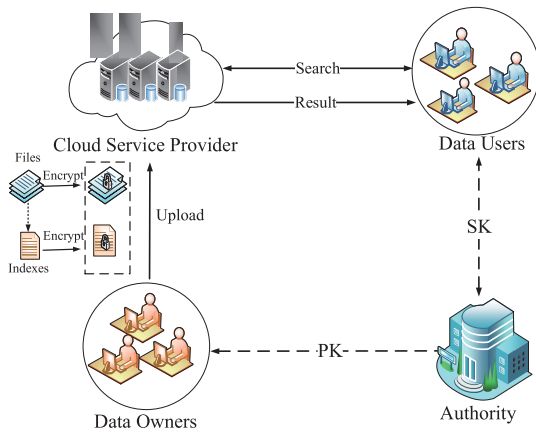 Search
Result
Cloud Service Provider
Data Users
Files
Encrypt
Upload
Encrypt
Indexes
SK
PK
Data Owners
Authority